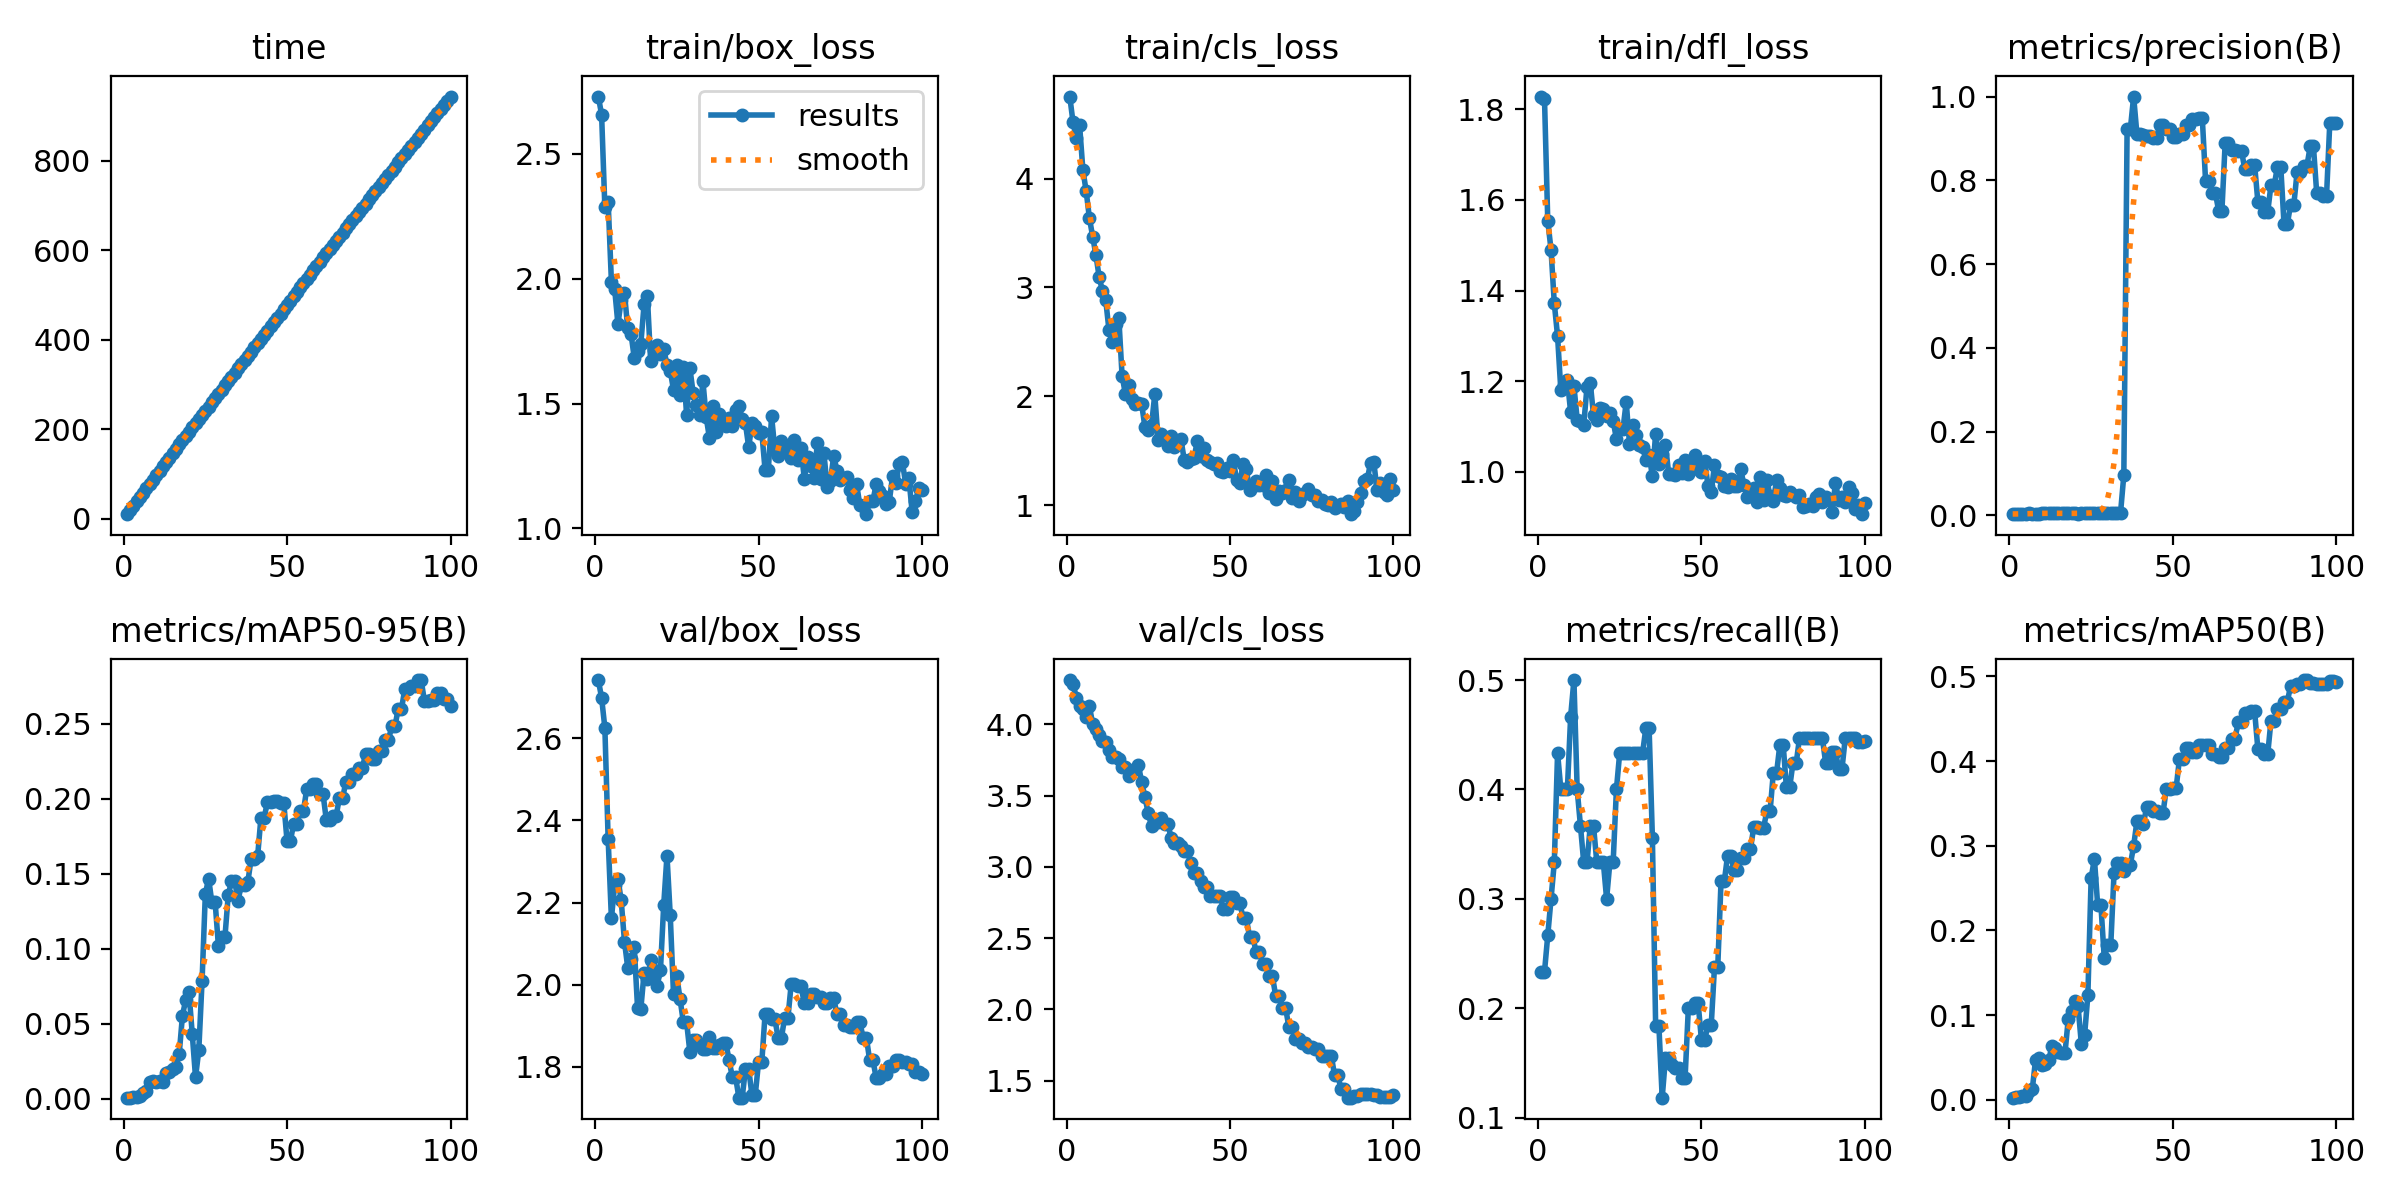 time
train/box_loss
train/cls_loss
train/dfl_loss
metrics/precision(B)
results
smooth
800
600
400
200
0
0 50 100
2.5
2.0
1.5
1.0
0 50 100
4
3
2
1
0 50 100
1.8
1.6
1.4
1.2
1.0
0 50 100
1.0
0.8
0.6
0.4
0.2
0.0
0 50 100
metrics/mAP50-95(B)
val/box_loss
val/cls_loss
metrics/recall(B)
metrics/mAP50(B)
0.25
0.20
0.15
0.10
0.05
0.00
0 50 100
2.6
2.4
2.2
2.0
1.8
0 50 100
4.0
3.5
3.0
2.5
2.0
1.5
0 50 100
0.5
0.4
0.3
0.2
0.1
0 50 100
0.5
0.4
0.3
0.2
0.1
0.0
0 50 100